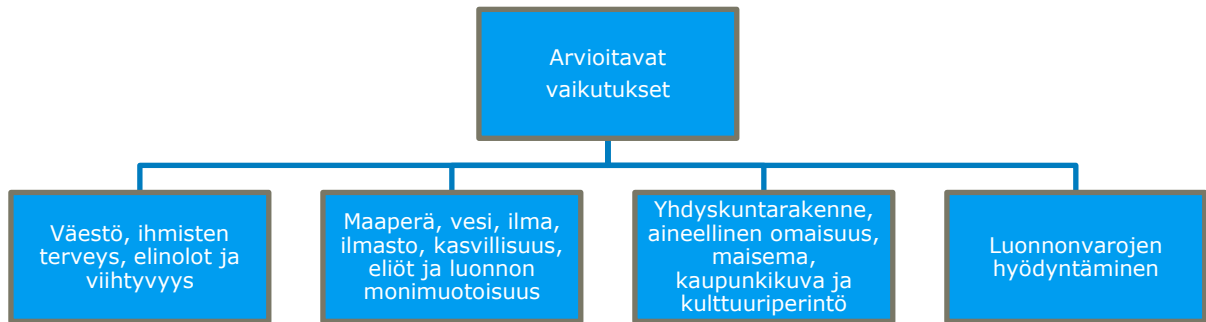 Arvioitavat
vaikutukset
Väestö, ihmisten
terveys, elinolot ja
viihtyvyys
Maaperä, vesi, ilma,
ilmasto, kasvillisuus,
eliöt ja luonnon
monimuotoisuus
Yhdyskuntarakenne,
aineellinen omaisuus,
maisema,
kaupunkikuva ja
kulttuuriperintö
Luonnonvarojen
hyödyntäminen